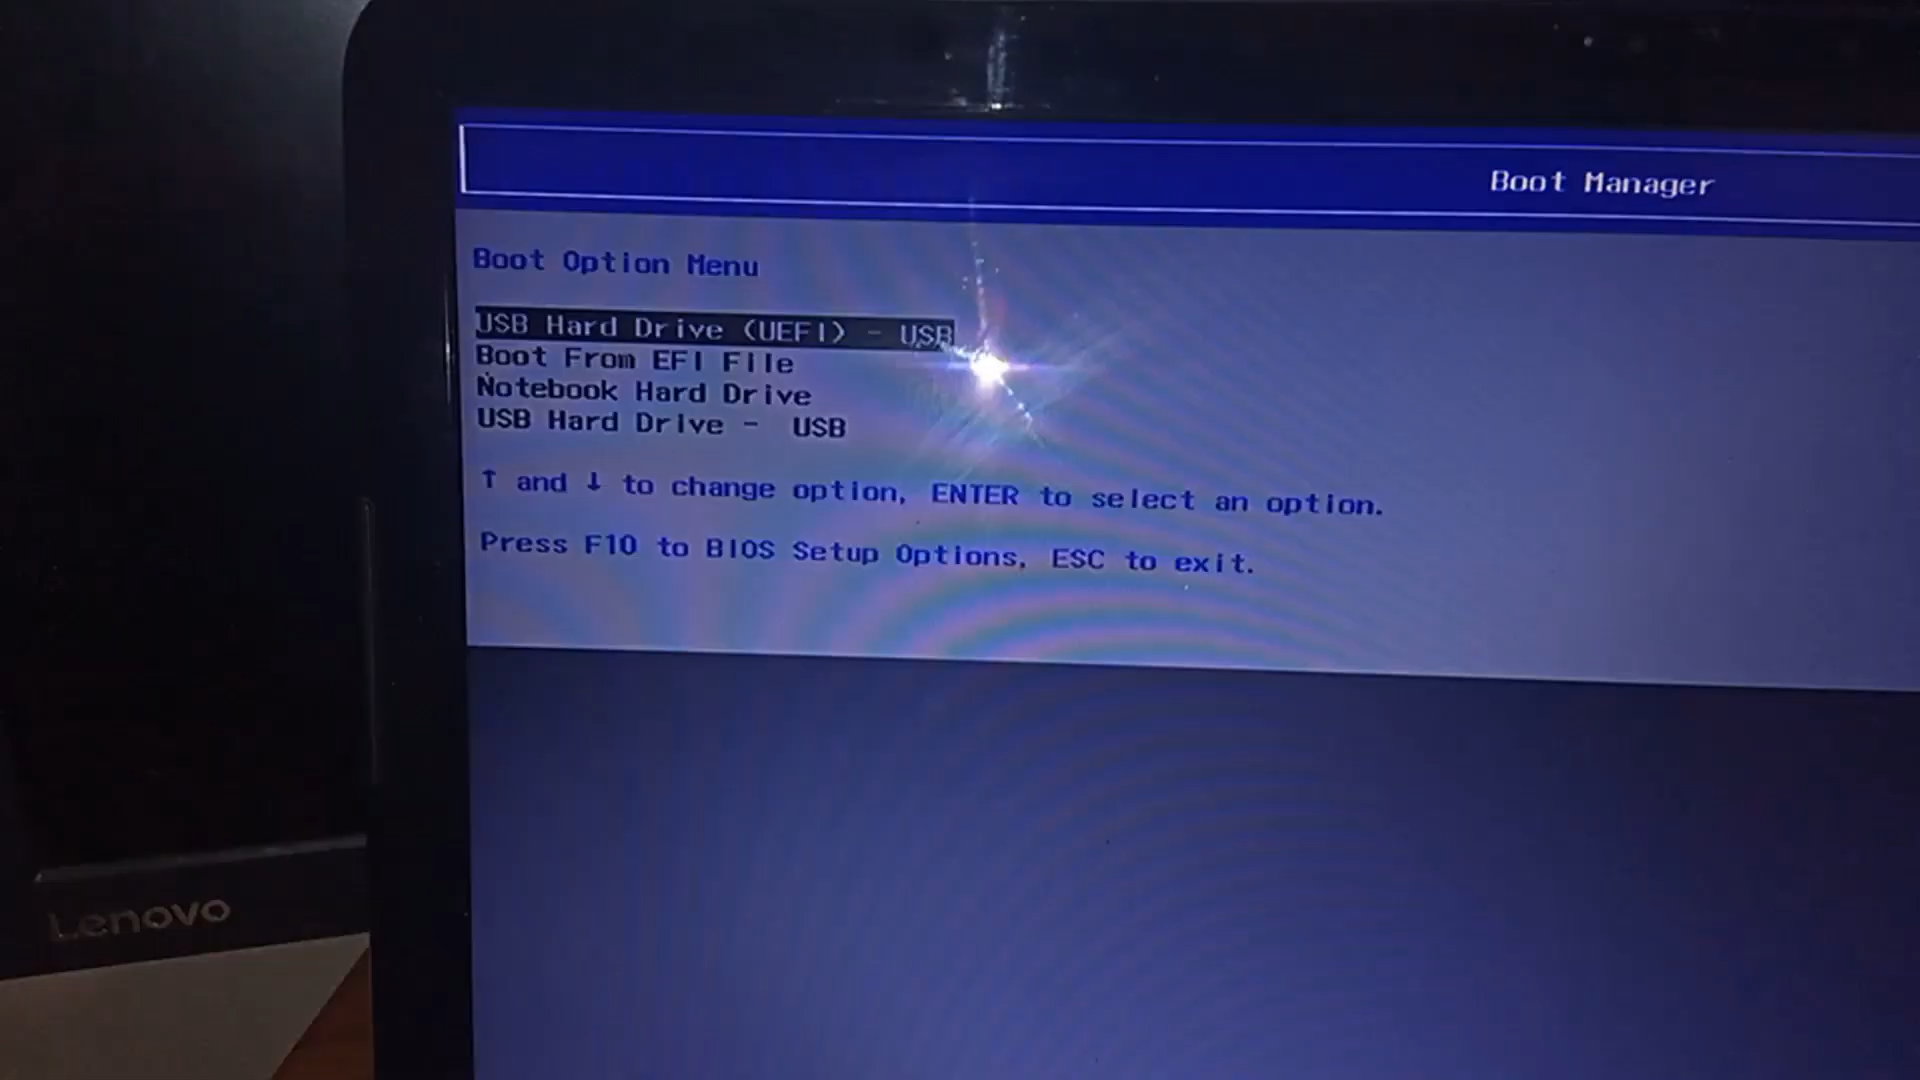 Boot Manager
Boot Option Menu
USB Hard Drive (UEFI) - USB
Boot From EFI File
Notebook Hard Drive
USB Hard Drive - USB
↑ and ↓ to change option, ENTER to select an option.
Press F10 to BIOS Setup Options, ESC to exit.
Lenovo